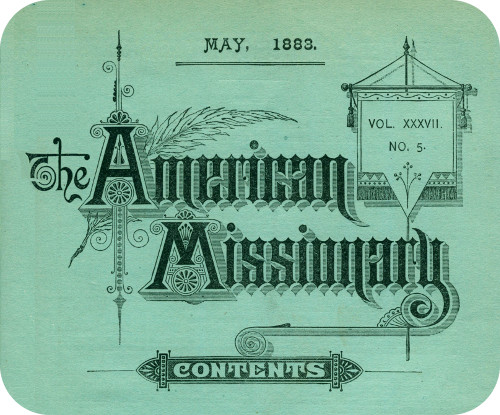 MAY, 1883.
VOL. XXXVII.
NO. 5.
The American
Missionary
CONTENTS